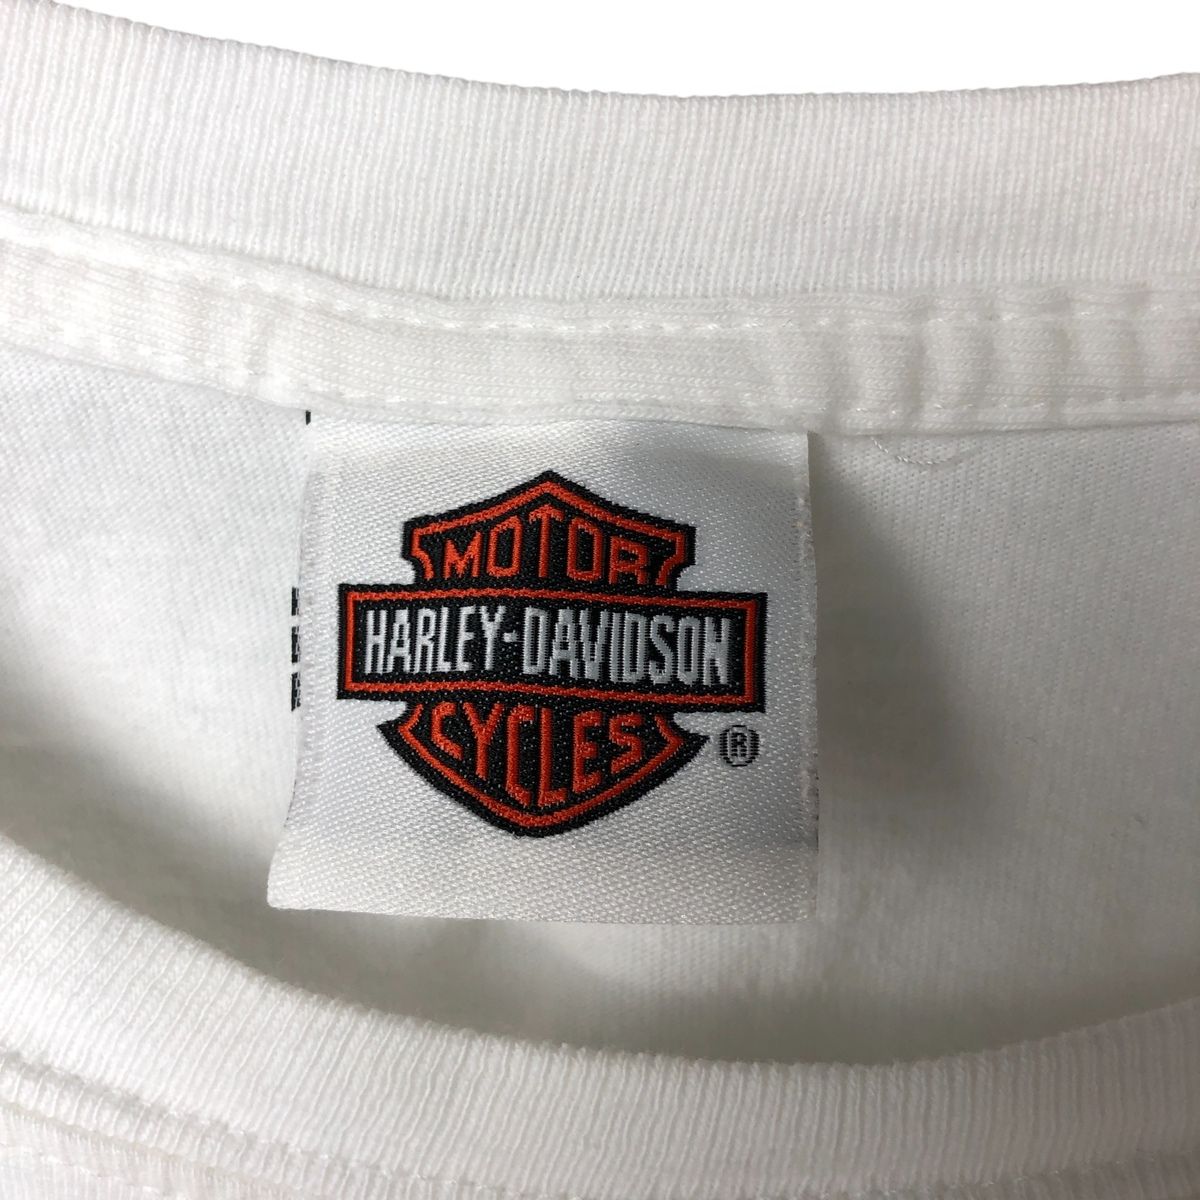 MOTOR
HARLEY-DAVIDSON
CYCLES
®